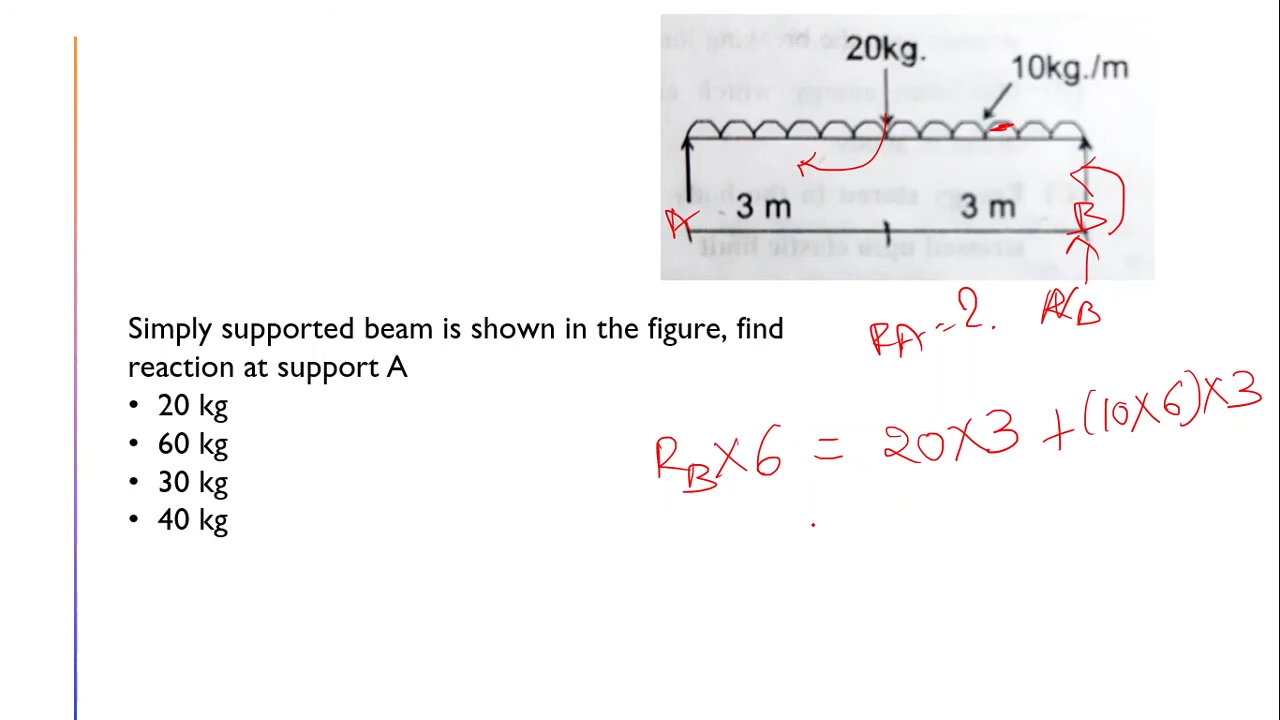 20kg.
10kg./m
A
3 m
3 m
B
RB
RA = ?.
Simply supported beam is shown in the figure, find
reaction at support A
• 20 kg
• 60 kg
• 30 kg
• 40 kg
RB×6 = 20×3 + (10×6)×3